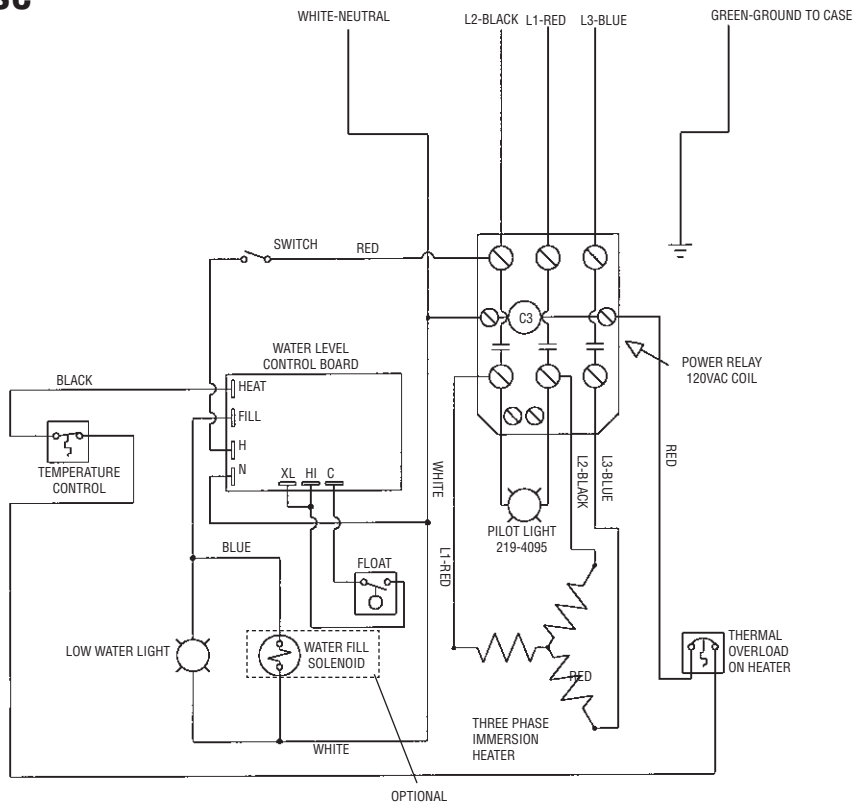 WHITE-NEUTRAL
L2-BLACK
L1-RED
L3-BLUE
GREEN-GROUND TO CASE
SWITCH
RED
C3
WATER LEVEL
CONTROL BOARD
POWER RELAY
120VAC COIL
BLACK
HEAT
FILL
H
N
XL
HI
C
TEMPERATURE
CONTROL
WHITE
L1-RED
L2-BLACK
L3-BLUE
RED
PILOT LIGHT
219-4095
BLUE
FLOAT
LOW WATER LIGHT
WATER FILL
SOLENOID
RED
THERMAL
OVERLOAD
ON HEATER
THREE PHASE
IMMERSION
HEATER
WHITE
OPTIONAL